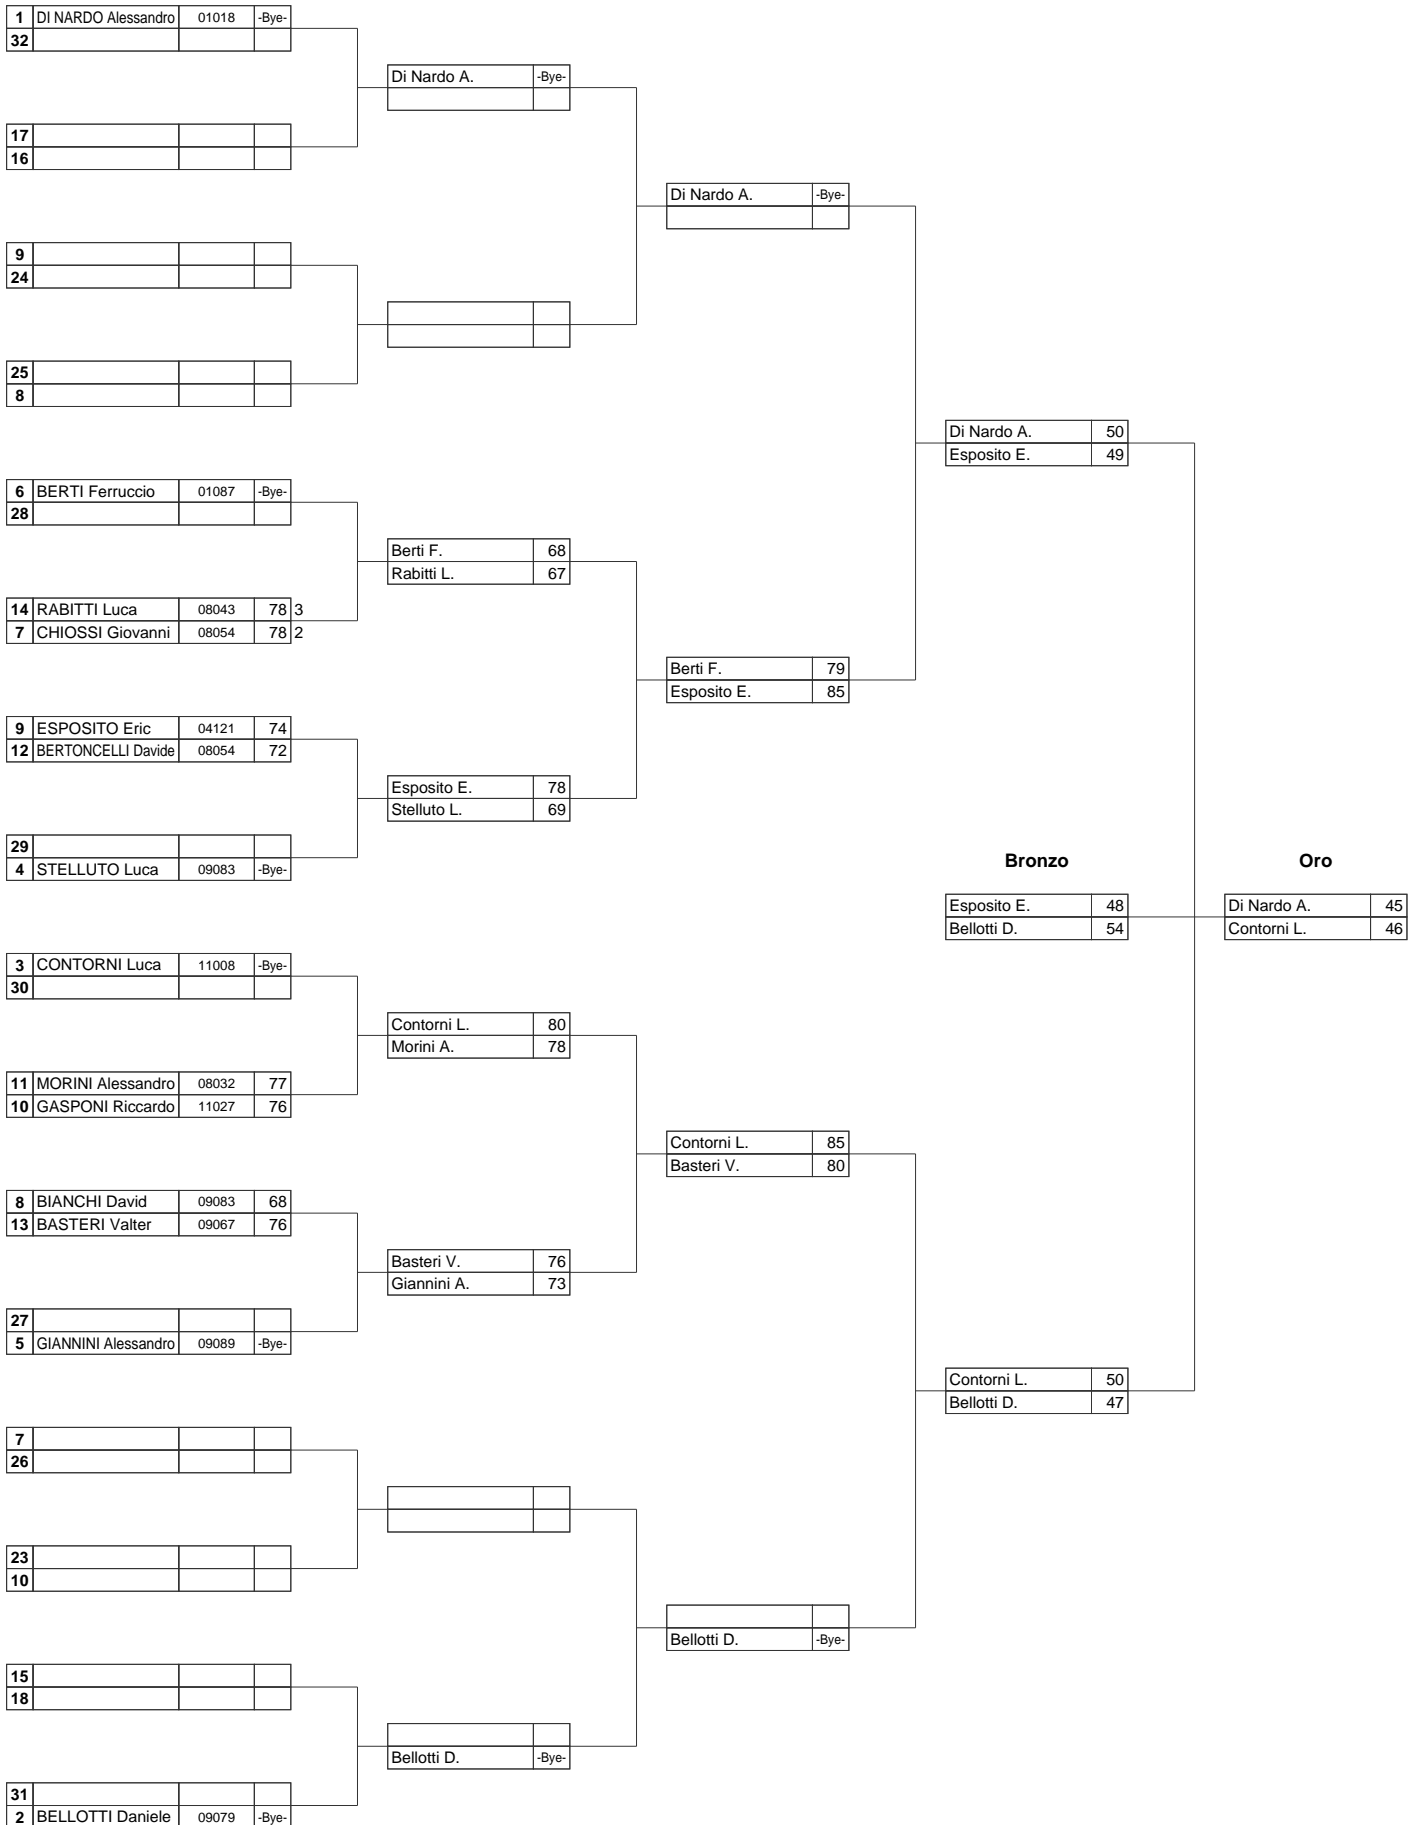 1 DI NARDO Alessandro 01018 -Bye-
32
Di Nardo A. -Bye-
17
16
Di Nardo A. -Bye-
9
24
25
8
Di Nardo A. 50
Esposito E. 49
6 BERTI Ferruccio 01087 -Bye-
28
Berti F. 68
Rabitti L. 67
14 RABITTI Luca 08043 78 3
7 CHIOSSI Giovanni 08054 78 2
Berti F. 79
Esposito E. 85
9 ESPOSITO Eric 04121 74
12 BERTONCELLI Davide 08054 72
Esposito E. 78
Stelluto L. 69
29
4 STELLUTO Luca 09083 -Bye-
Bronzo Oro
Esposito E. 48 Di Nardo A. 45
Bellotti D. 54 Contorni L. 46
3 CONTORNI Luca 11008 -Bye-
30
Contorni L. 80
Morini A. 78
11 MORINI Alessandro 08032 77
10 GASPONI Riccardo 11027 76
Contorni L. 85
Basteri V. 80
8 BIANCHI David 09083 68
13 BASTERI Valter 09067 76
Basteri V. 76
Giannini A. 73
27
5 GIANNINI Alessandro 09089 -Bye-
Contorni L. 50
Bellotti D. 47
7
26
23
10
Bellotti D. -Bye-
15
18
Bellotti D. -Bye-
31
2 BELLOTTI Daniele 09079 -Bye-